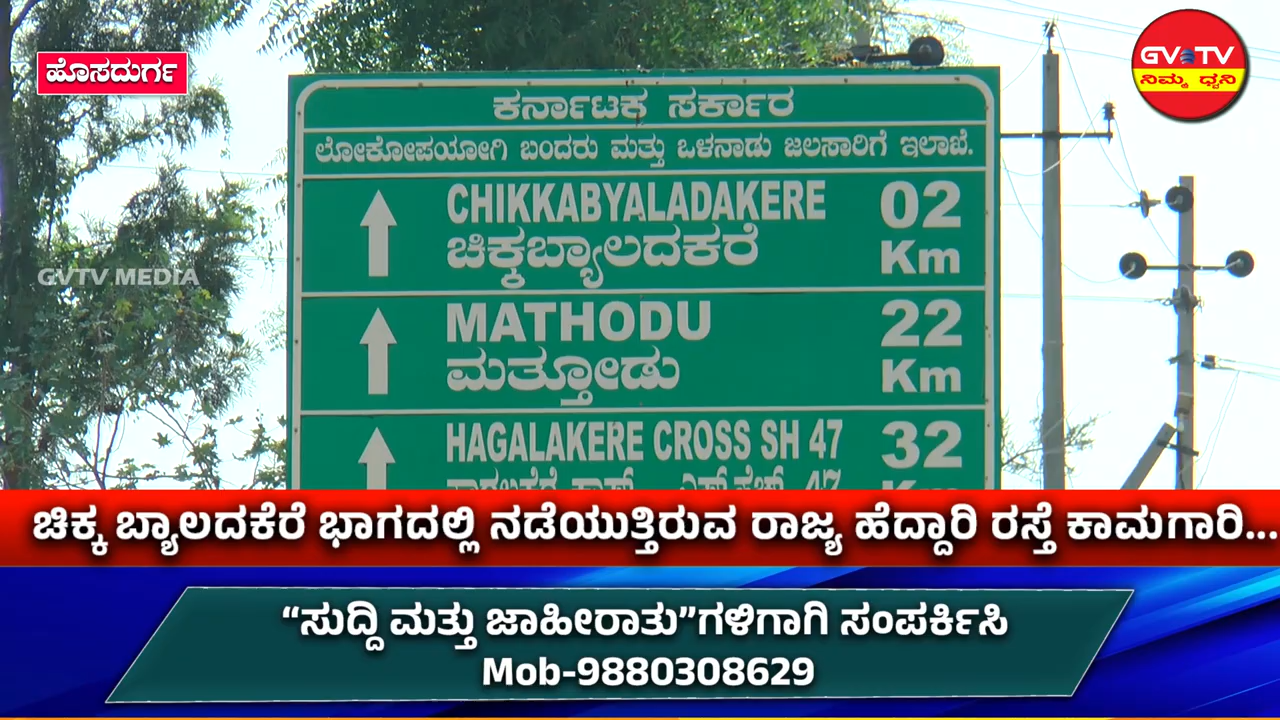 ಹೊಸದುರ್ಗ
GVTV
ನಿಮ್ಮ ಧ್ವನಿ
ಕರ್ನಾಟಕ ಸರ್ಕಾರ
ಲೋಕೋಪಯೋಗಿ ಬಂದರು ಮತ್ತು ಒಳನಾಡು ಜಲಸಾರಿಗೆ ಇಲಾಖೆ.
CHIKKABYALADAKERE 02
ಚಿಕ್ಕಬ್ಯಾಲದಕರೆ Km
GVTV MEDIA
MATHODU 22
ಮತ್ತೋಡು Km
HAGALAKERE CROSS SH 47 32
ಚಿಕ್ಕ ಬ್ಯಾಲದಕೆರೆ ಭಾಗದಲ್ಲಿ ನಡೆಯುತ್ತಿರುವ ರಾಜ್ಯ ಹೆದ್ದಾರಿ ರಸ್ತೆ ಕಾಮಗಾರಿ...
“ಸುದ್ದಿ ಮತ್ತು ಜಾಹೀರಾತು”ಗಳಿಗಾಗಿ ಸಂಪರ್ಕಿಸಿ
Mob-9880308629